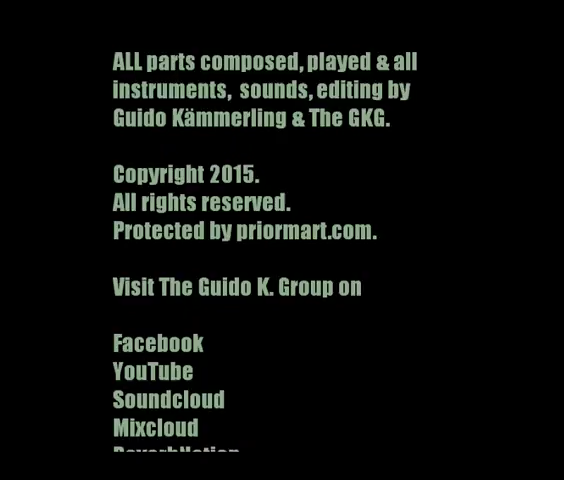 ALL parts composed, played & all
instruments,  sounds, editing by
Guido Kämmerling & The GKG.
Copyright 2015.
All rights reserved.
Protected by priormart.com.
Visit The Guido K. Group on
Facebook
YouTube
Soundcloud
Mixcloud